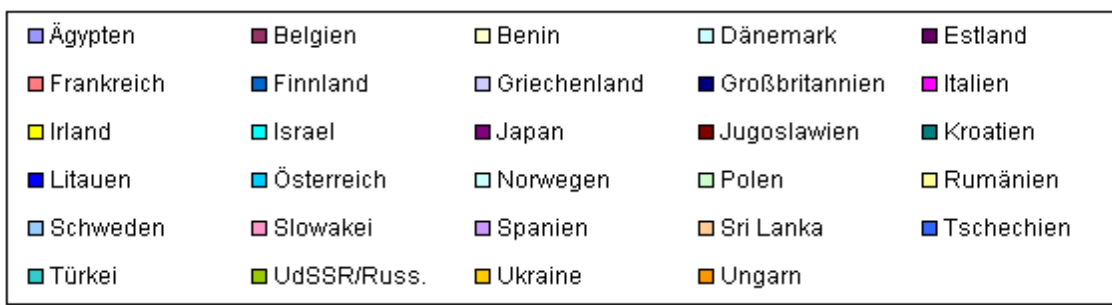 Ägypten Belgien Benin Dänemark Estland
Frankreich Finnland Griechenland Großbritannien Italien
Irland Israel Japan Jugoslawien Kroatien
Litauen Österreich Norwegen Polen Rumänien
Schweden Slowakei Spanien Sri Lanka Tschechien
Türkei UdSSR/Russ. Ukraine Ungarn